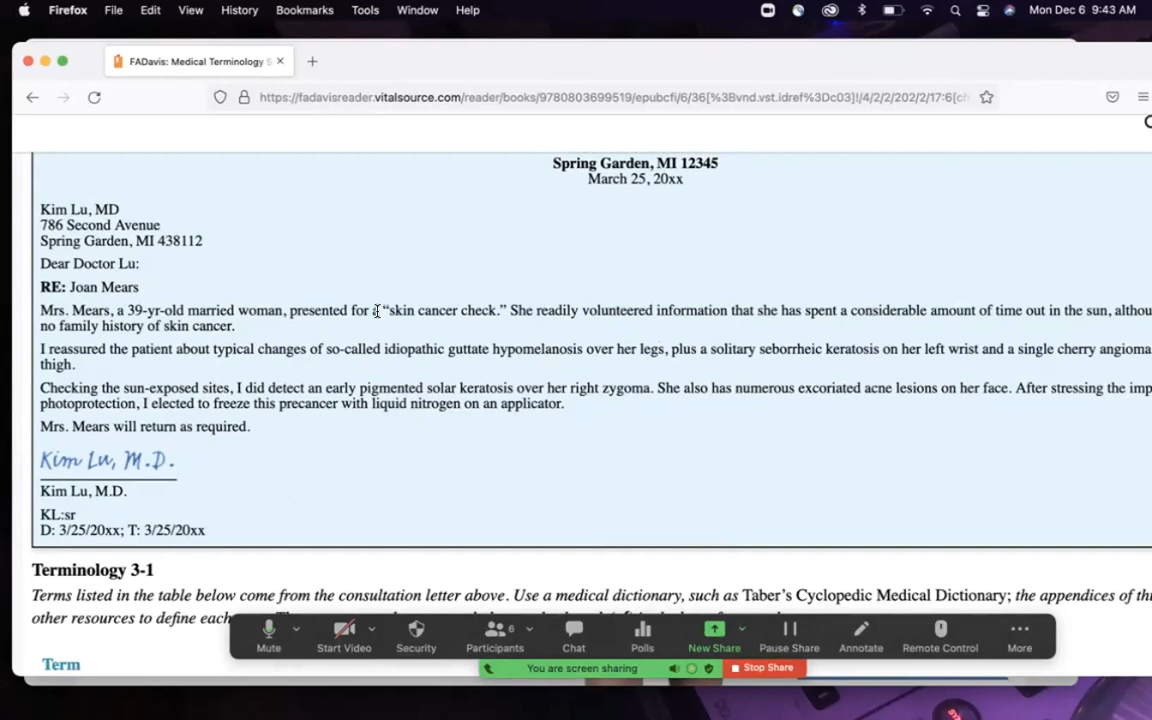 Firefox File Edit View History Bookmarks Tools Window Help Mon Dec 6 9:43 AM
FADavis: Medical Terminology S
https://fadavisreader.vitalsource.com/reader/books/9780803699519/epubcfi/6/36[%3Bvnd.vst.idref%3Dc03]!/4/2/2/202/2/17:6[ch
Spring Garden, MI 12345
March 25, 20xx
Kim Lu, MD
786 Second Avenue
Spring Garden, MI 438112
Dear Doctor Lu:
RE: Joan Mears
Mrs. Mears, a 39-yr-old married woman, presented for a “skin cancer check.” She readily volunteered information that she has spent a considerable amount of time out in the sun, althou
no family history of skin cancer.
I reassured the patient about typical changes of so-called idiopathic guttate hypomelanosis over her legs, plus a solitary seborrheic keratosis on her left wrist and a single cherry angioma
thigh.
Checking the sun-exposed sites, I did detect an early pigmented solar keratosis over her right zygoma. She also has numerous excoriated acne lesions on her face. After stressing the imp
photoprotection, I elected to freeze this precancer with liquid nitrogen on an applicator.
Mrs. Mears will return as required.
Kim Lu, M.D.
Kim Lu, M.D.
KL:sr
D: 3/25/20xx; T: 3/25/20xx
Terminology 3-1
Terms listed in the table below come from the consultation letter above. Use a medical dictionary, such as Taber's Cyclopedic Medical Dictionary; the appendices of thi
other resources to define each
Term
Mute Start Video Security Participants 6 Chat Polls New Share Pause Share Annotate Remote Control More
You are screen sharing Stop Share